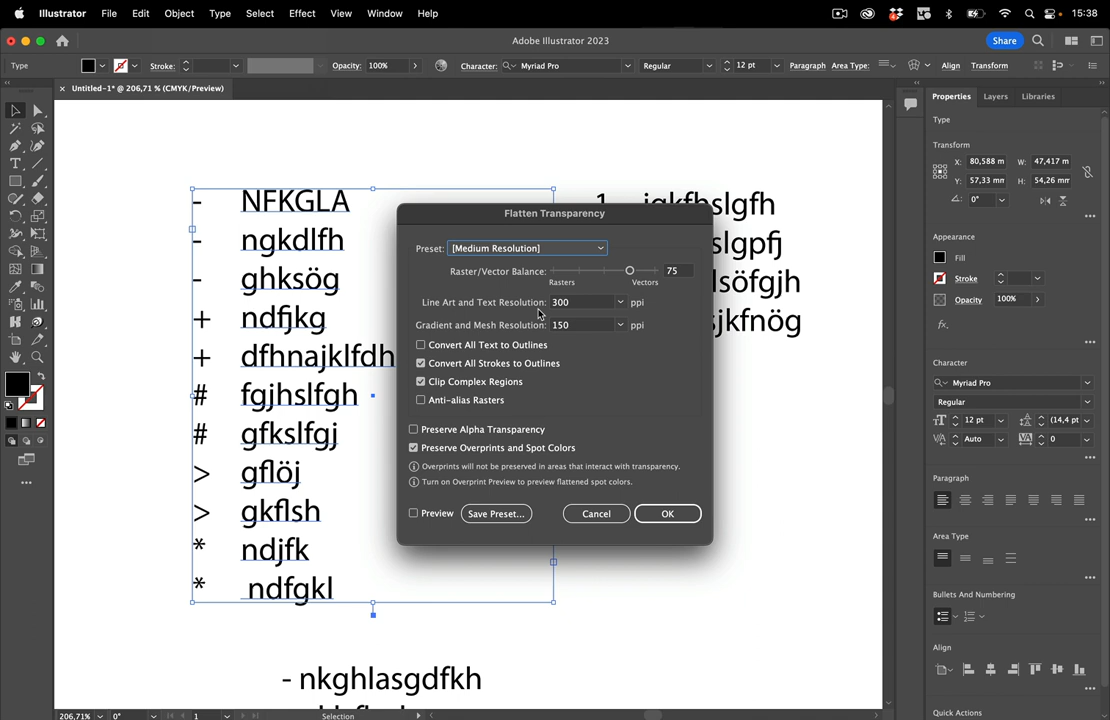 Illustrator File Edit Object Type Select Effect View Window Help 4 15:38
Adobe Illustrator 2023 Share
Type Stroke: Opacity: 100% Character: Myriad Pro Regular 12 pt Paragraph Area Type: Align Transform
× Untitled-1* @ 206,71 % (CMYK/Preview)
Properties Layers Libraries
Type
Transform
X: 80,588 m W: 47,417 m
Y: 57,33 mm H: 54,26 mm
0°
Appearance
Fill
Stroke
Opacity 100%
fx.
Character
Myriad Pro
Regular
12 pt (14,4 pt
Auto 0
Paragraph
Area Type
Bullets And Numbering
Align
Quick Actions
- NFKGLA
- ngkdlfh
- ghksög
+ ndfjkg
+ dfhnajklfdh
# fgjhslfgh
# gfkslfgj
> gflöj
> gkflsh
* ndjfk
* ndfgkl
- nkghlasgdfkh
Flatten Transparency
Preset: [Medium Resolution]
Raster/Vector Balance: 75
Rasters Vectors
Line Art and Text Resolution: 300 ppi
Gradient and Mesh Resolution: 150 ppi
Convert All Text to Outlines
Convert All Strokes to Outlines
Clip Complex Regions
Anti-alias Rasters
Preserve Alpha Transparency
Preserve Overprints and Spot Colors
Overprints will not be preserved in areas that interact with transparency.
Turn on Overprint Preview to preview flattened spot colors.
Preview Save Preset... Cancel OK
206,71% 0° 1 Selection